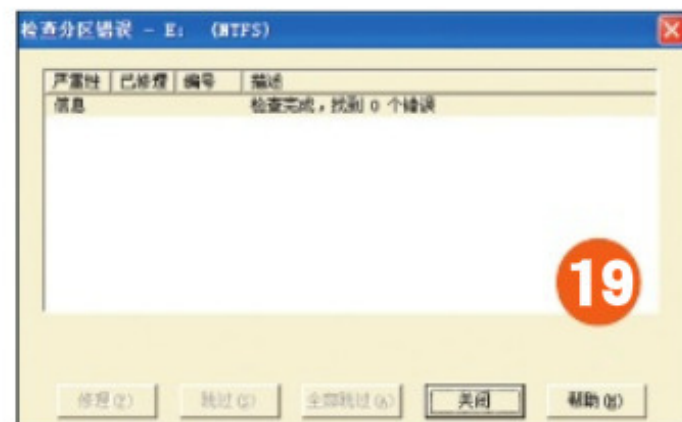 检查分区错误 - E: (NTFS)
严重性 已修理 编号 描述
信息 检查完成，找到 0 个错误
19
修理(F) 跳过(S) 全部跳过(A) 关闭 帮助(H)